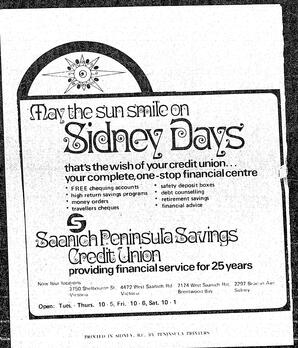 May the sun smile on
Sidney Days
that's the wish of your credit union...
your complete, one-stop financial centre
* FREE chequing accounts
* high return savings programs
* money orders
* travellers cheques
* safety deposit boxes
* debt counselling
* retirement savings
* financial advice
Saanich Peninsula Savings
Credit Union
providing financial service for 25 years
Now four locations
3750 Shelbourne St. 4472 West Saanich Rd. 7174 West Saanich Rd. 2297 Beacon Ave.
Victoria Victoria Brentwood Bay Sidney
Open: Tues. - Thurs. 10 - 5, Fri. 10 - 6, Sat. 10 - 1
PRINTED IN SIDNEY, B.C. BY PENINSULA PRINTERS